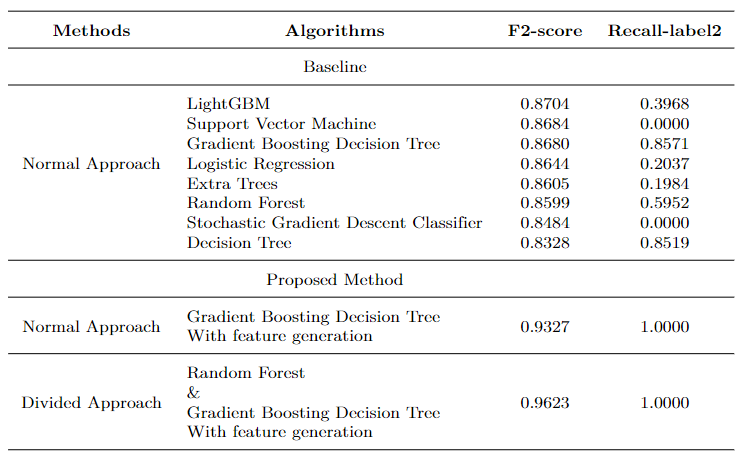 Methods Algorithms F2-score Recall-label2
Baseline
LightGBM 0.8704 0.3968
Support Vector Machine 0.8684 0.0000
Gradient Boosting Decision Tree 0.8680 0.8571
Normal Approach Logistic Regression 0.8644 0.2037
Extra Trees 0.8605 0.1984
Random Forest 0.8599 0.5952
Stochastic Gradient Descent Classifier 0.8484 0.0000
Decision Tree 0.8328 0.8519
Proposed Method
Normal Approach Gradient Boosting Decision Tree 0.9327 1.0000
With feature generation
Random Forest
&
Divided Approach Gradient Boosting Decision Tree 0.9623 1.0000
With feature generation